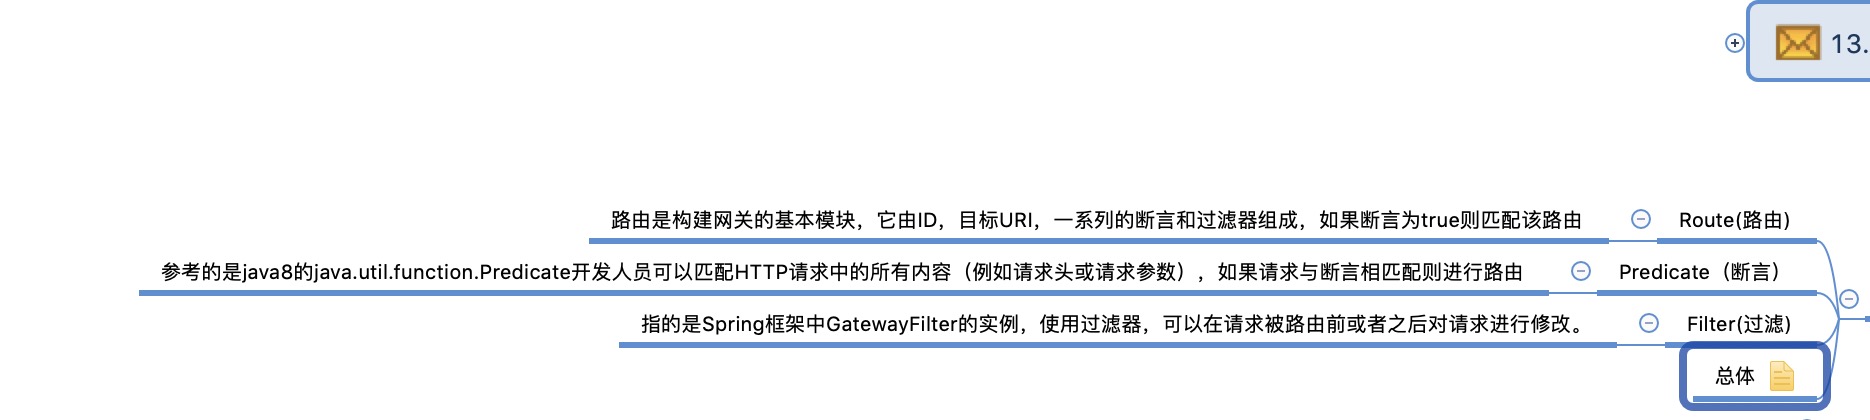 13.
路由是构建网关的基本模块，它由ID，目标URI，一系列的断言和过滤器组成，如果断言为true则匹配该路由
Route(路由)
参考的是java8的java.util.function.Predicate开发人员可以匹配HTTP请求中的所有内容（例如请求头或请求参数），如果请求与断言相匹配则进行路由
Predicate（断言）
指的是Spring框架中GatewayFilter的实例，使用过滤器，可以在请求被路由前或者之后对请求进行修改。
Filter(过滤)
总体